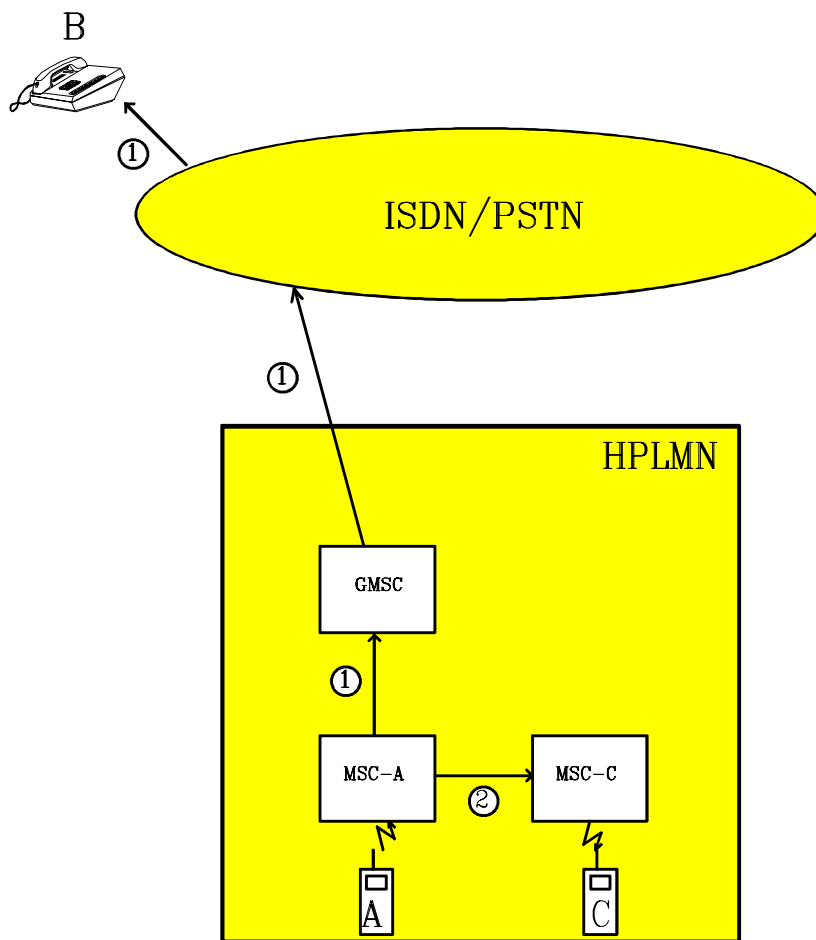 B
①
ISDN/PSTN
①
HPLMN
GMSC
①
MSC-A
MSC-C
②
A
C